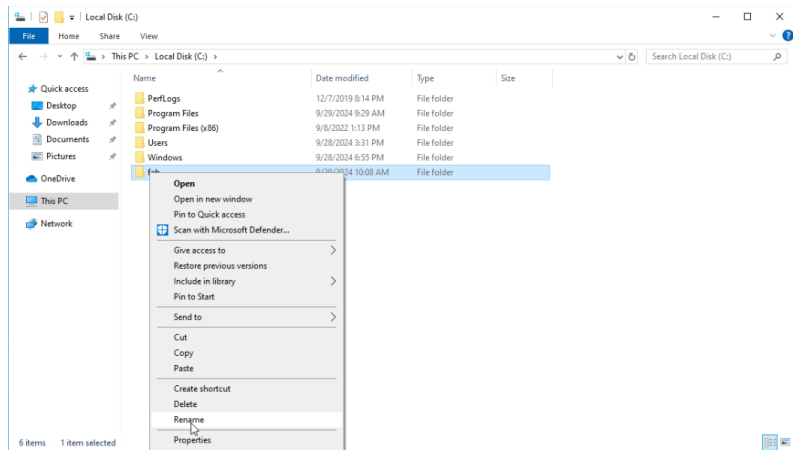 Local Disk (C:)
File Home Share View
This PC > Local Disk (C:) >
Search Local Disk (C:)
Quick access
Desktop
Downloads
Documents
Pictures
OneDrive
This PC
Network
Name Date modified Type Size
PerfLogs 12/7/2019 8:14 PM File folder
Program Files 9/29/2024 9:29 AM File folder
Program Files (x86) 9/8/2022 1:13 PM File folder
Users 9/28/2024 3:31 PM File folder
Windows 9/28/2024 6:55 PM File folder
10:08 AM File folder
Open
Open in new window
Pin to Quick access
Scan with Microsoft Defender...
Give access to
Restore previous versions
Include in library
Pin to Start
Send to
Cut
Copy
Paste
Create shortcut
Delete
Rename
Properties
6 items 1 item selected